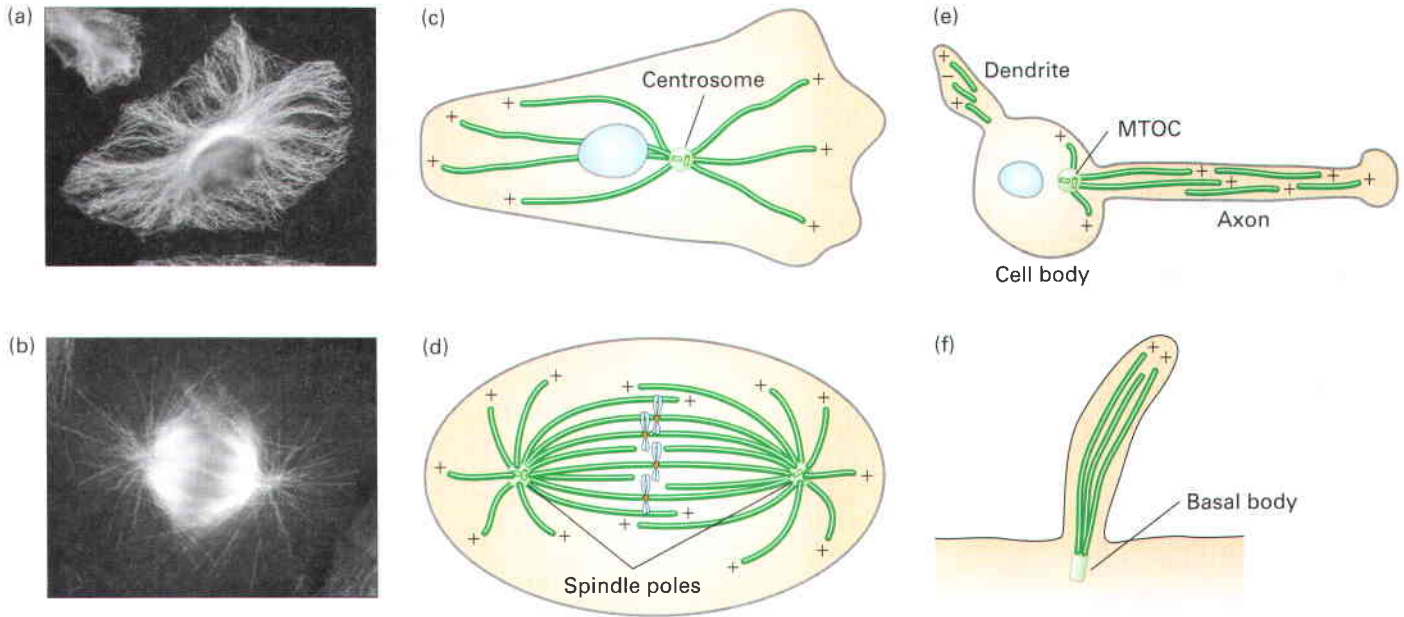 (a)
(c)
Centrosome
+ + + + + + +
(e)
+
−
+
Dendrite
MTOC
+ + + + + + +
Axon
Cell body
(b)
(d)
+ + + + + + + + + + + + + +
Spindle poles
(f)
+ +
Basal body